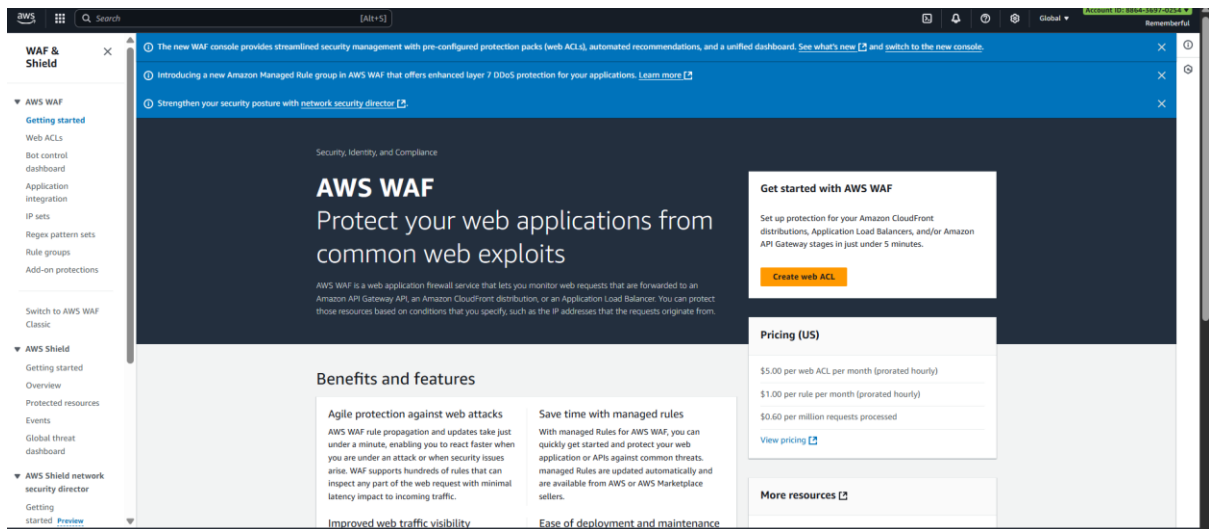 aws
Search
[Alt+S]
Global
Account ID: 8864-3697-0254
Rememberful
WAF &
Shield
AWS WAF
Getting started
Web ACLs
Bot control
dashboard
Application
integration
IP sets
Regex pattern sets
Rule groups
Add-on protections
Switch to AWS WAF
Classic
AWS Shield
Getting started
Overview
Protected resources
Events
Global threat
dashboard
AWS Shield network
security director
Getting
started Preview
The new WAF console provides streamlined security management with pre-configured protection packs (web ACLs), automated recommendations, and a unified dashboard. See what's new and switch to the new console.
Introducing a new Amazon Managed Rule group in AWS WAF that offers enhanced layer 7 DDoS protection for your applications. Learn more
Strengthen your security posture with network security director.
Security, Identity, and Compliance
AWS WAF
Protect your web applications from
common web exploits
AWS WAF is a web application firewall service that lets you monitor web requests that are forwarded to an
Amazon API Gateway API, an Amazon CloudFront distribution, or an Application Load Balancer. You can protect
those resources based on conditions that you specify, such as the IP addresses that the requests originate from.
Get started with AWS WAF
Set up protection for your Amazon CloudFront
distributions, Application Load Balancers, and/or Amazon
API Gateway stages in just under 5 minutes.
Create web ACL
Pricing (US)
$5.00 per web ACL per month (prorated hourly)
$1.00 per rule per month (prorated hourly)
$0.60 per million requests processed
View pricing
More resources
Benefits and features
Agile protection against web attacks
AWS WAF rule propagation and updates take just
under a minute, enabling you to react faster when
you are under an attack or when security issues
arise. WAF supports hundreds of rules that can
inspect any part of the web request with minimal
latency impact to incoming traffic.
Save time with managed rules
With managed Rules for AWS WAF, you can
quickly get started and protect your web
application or APIs against common threats.
managed Rules are updated automatically and
are available from AWS or AWS Marketplace
sellers.
Improved web traffic visibility
Ease of deployment and maintenance